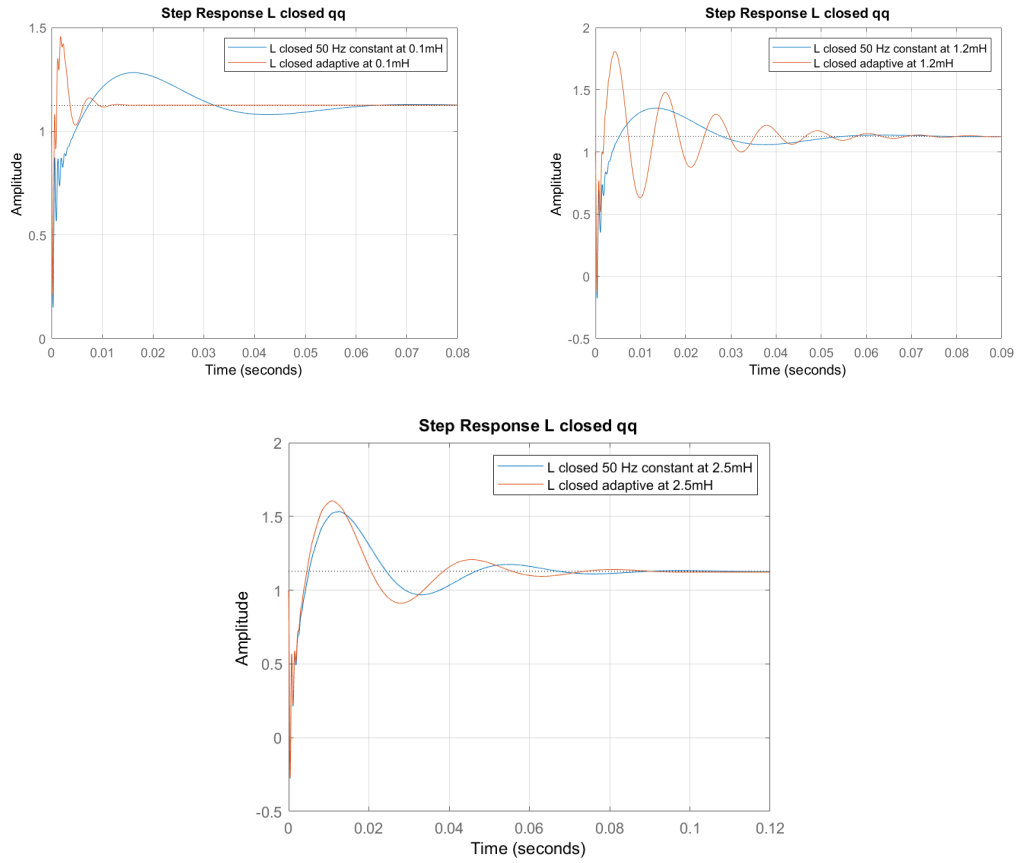 Step Response L closed qq
1.5
1
0.5
0
Amplitude
L closed 50 Hz constant at 0.1mH
L closed adaptive at 0.1mH
0 0.01 0.02 0.03 0.04 0.05 0.06 0.07 0.08
Time (seconds)
Step Response L closed qq
2
1.5
1
0.5
0
-0.5
Amplitude
L closed 50 Hz constant at 1.2mH
L closed adaptive at 1.2mH
0 0.01 0.02 0.03 0.04 0.05 0.06 0.07 0.08 0.09
Time (seconds)
Step Response L closed qq
2
1.5
1
0.5
0
-0.5
Amplitude
L closed 50 Hz constant at 2.5mH
L closed adaptive at 2.5mH
0 0.02 0.04 0.06 0.08 0.1 0.12
Time (seconds)